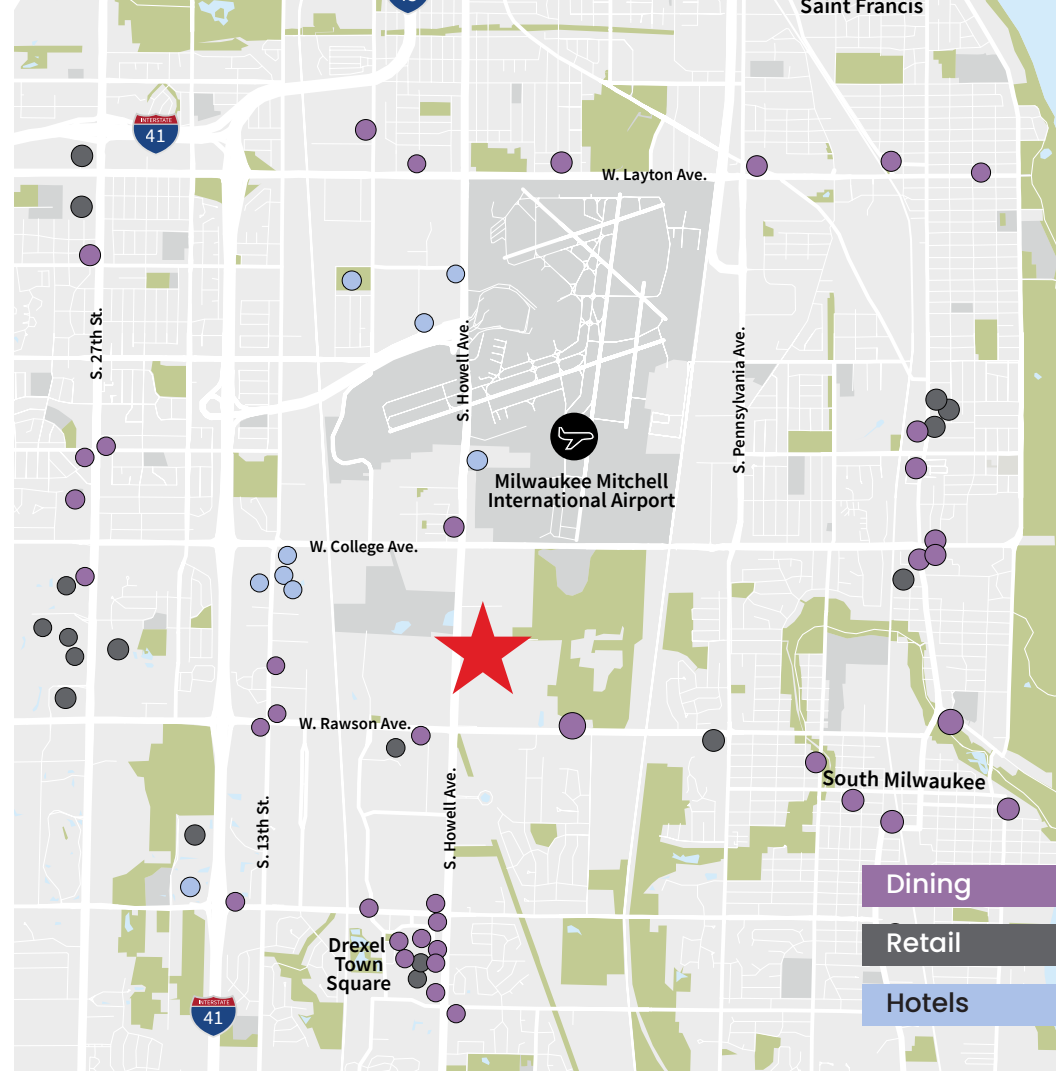 Saint Francis
INTERSTATE
41
W. Layton Ave.
S. 27th St.
S. Howell Ave.
S. Pennsylvania Ave.
Milwaukee Mitchell
International Airport
W. College Ave.
W. Rawson Ave.
South Milwaukee
S. 13th St.
S. Howell Ave.
Dining
Retail
Hotels
Drexel
Town
Square
INTERSTATE
41